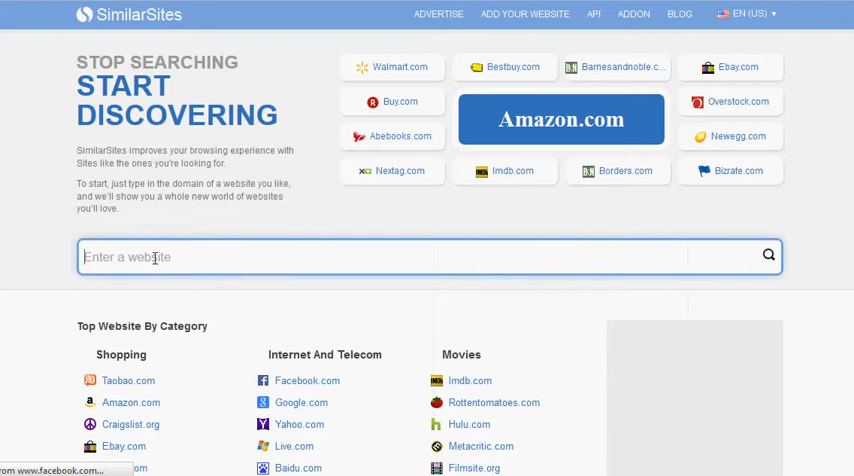 SimilarSites
ADVERTISE ADD YOUR WEBSITE API ADDON BLOG EN (US)
STOP SEARCHING
START
DISCOVERING
SimilarSites improves your browsing experience with
Sites like the ones you're looking for.
To start, just type in the domain of a website you like,
and we'll show you a whole new world of websites
you'll love.
Walmart.com Bestbuy.com Barnesandnoble.c... Ebay.com
Buy.com Amazon.com Overstock.com
Abebooks.com Newegg.com
Nextag.com Imdb.com Borders.com Bizrate.com
Enter a website
Top Website By Category
Shopping Internet And Telecom Movies
Taobao.com Facebook.com Imdb.com
Amazon.com Google.com Rottentomatoes.com
Craigslist.org Yahoo.com Hulu.com
Ebay.com Live.com Metacritic.com
.com Baidu.com Filmsite.org
from www.facebook.com...